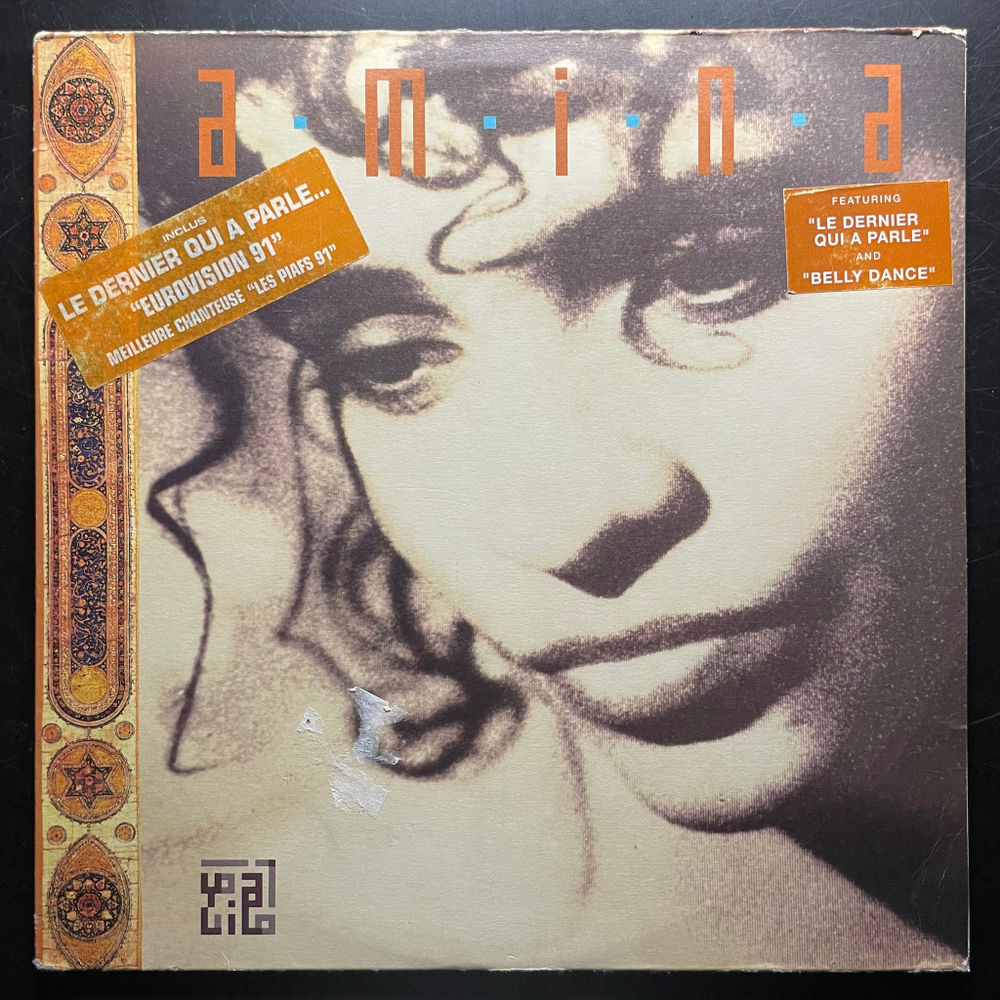 a·m·i·n·a
INCLUS
LE DERNIER QUI A PARLE...
"EUROVISION 91"
MEILLEURE CHANTEUSE "LES PIAFS 91"
FEATURING
"LE DERNIER
QUI A PARLE"
AND
"BELLY DANCE"